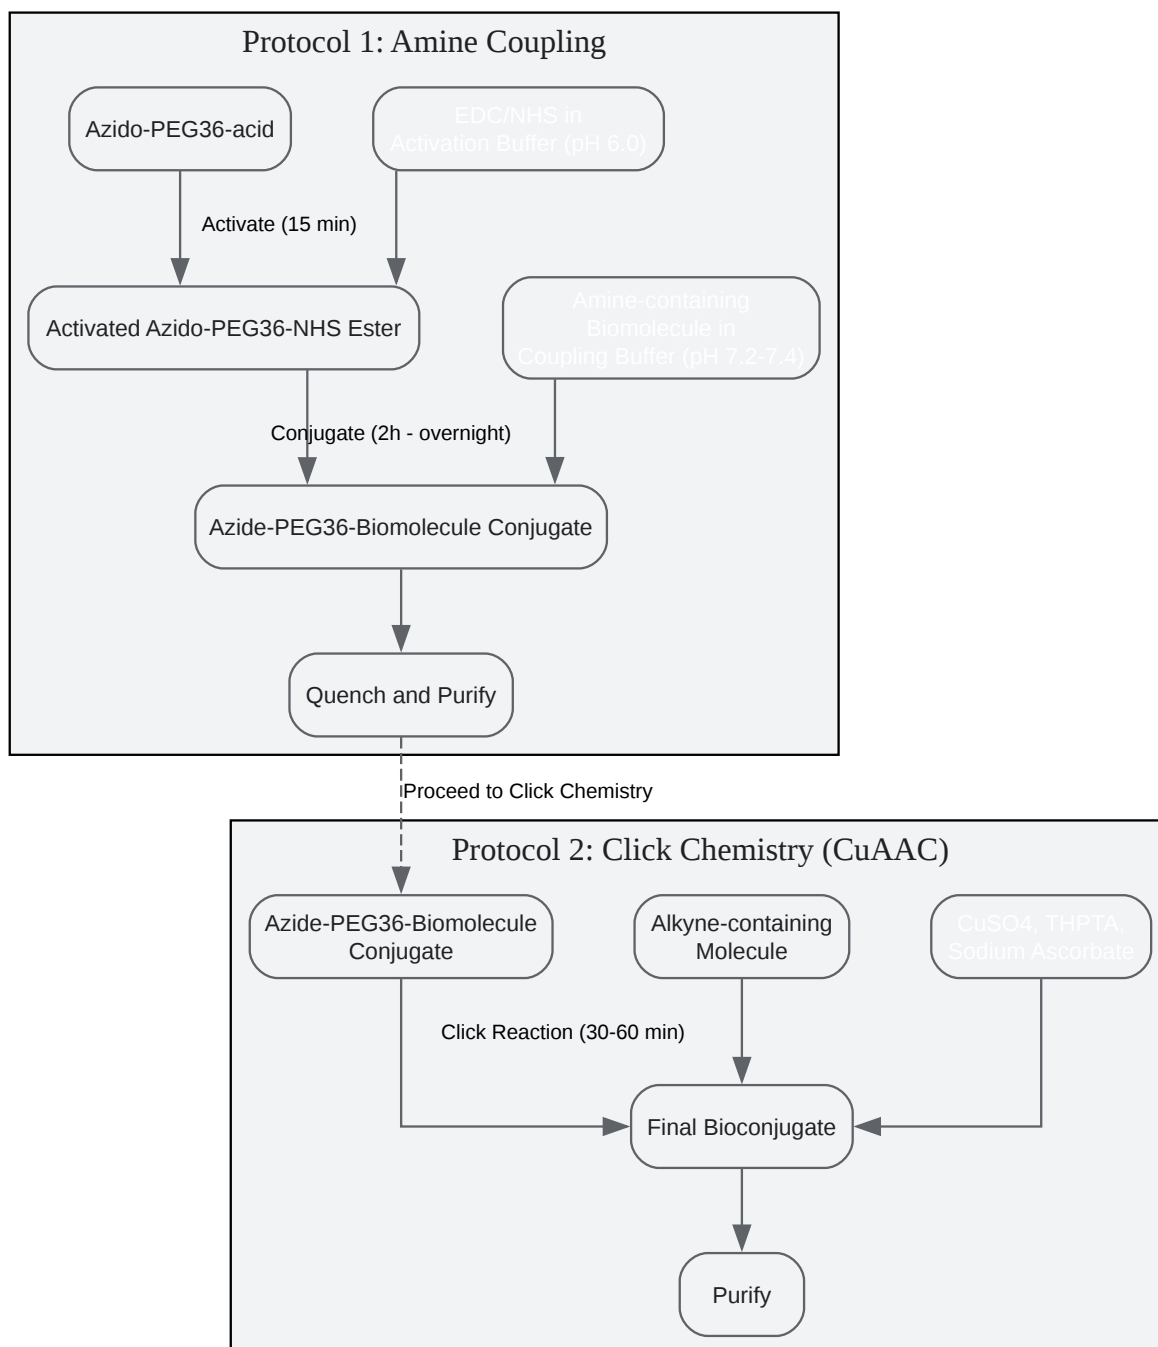 Protocol 1: Amine Coupling
Azido-PEG36-acid
EDC/NHS in
Activation Buffer (pH 6.0)
Activate (15 min)
Activated Azido-PEG36-NHS Ester
Amine-containing
Biomolecule in
Coupling Buffer (pH 7.2-7.4)
Conjugate (2h - overnight)
Azide-PEG36-Biomolecule Conjugate
Quench and Purify
Proceed to Click Chemistry
Protocol 2: Click Chemistry (CuAAC)
Azide-PEG36-Biomolecule
Conjugate
Alkyne-containing
Molecule
CuSO4, THPTA,
Sodium Ascorbate
Click Reaction (30-60 min)
Final Bioconjugate
Purify